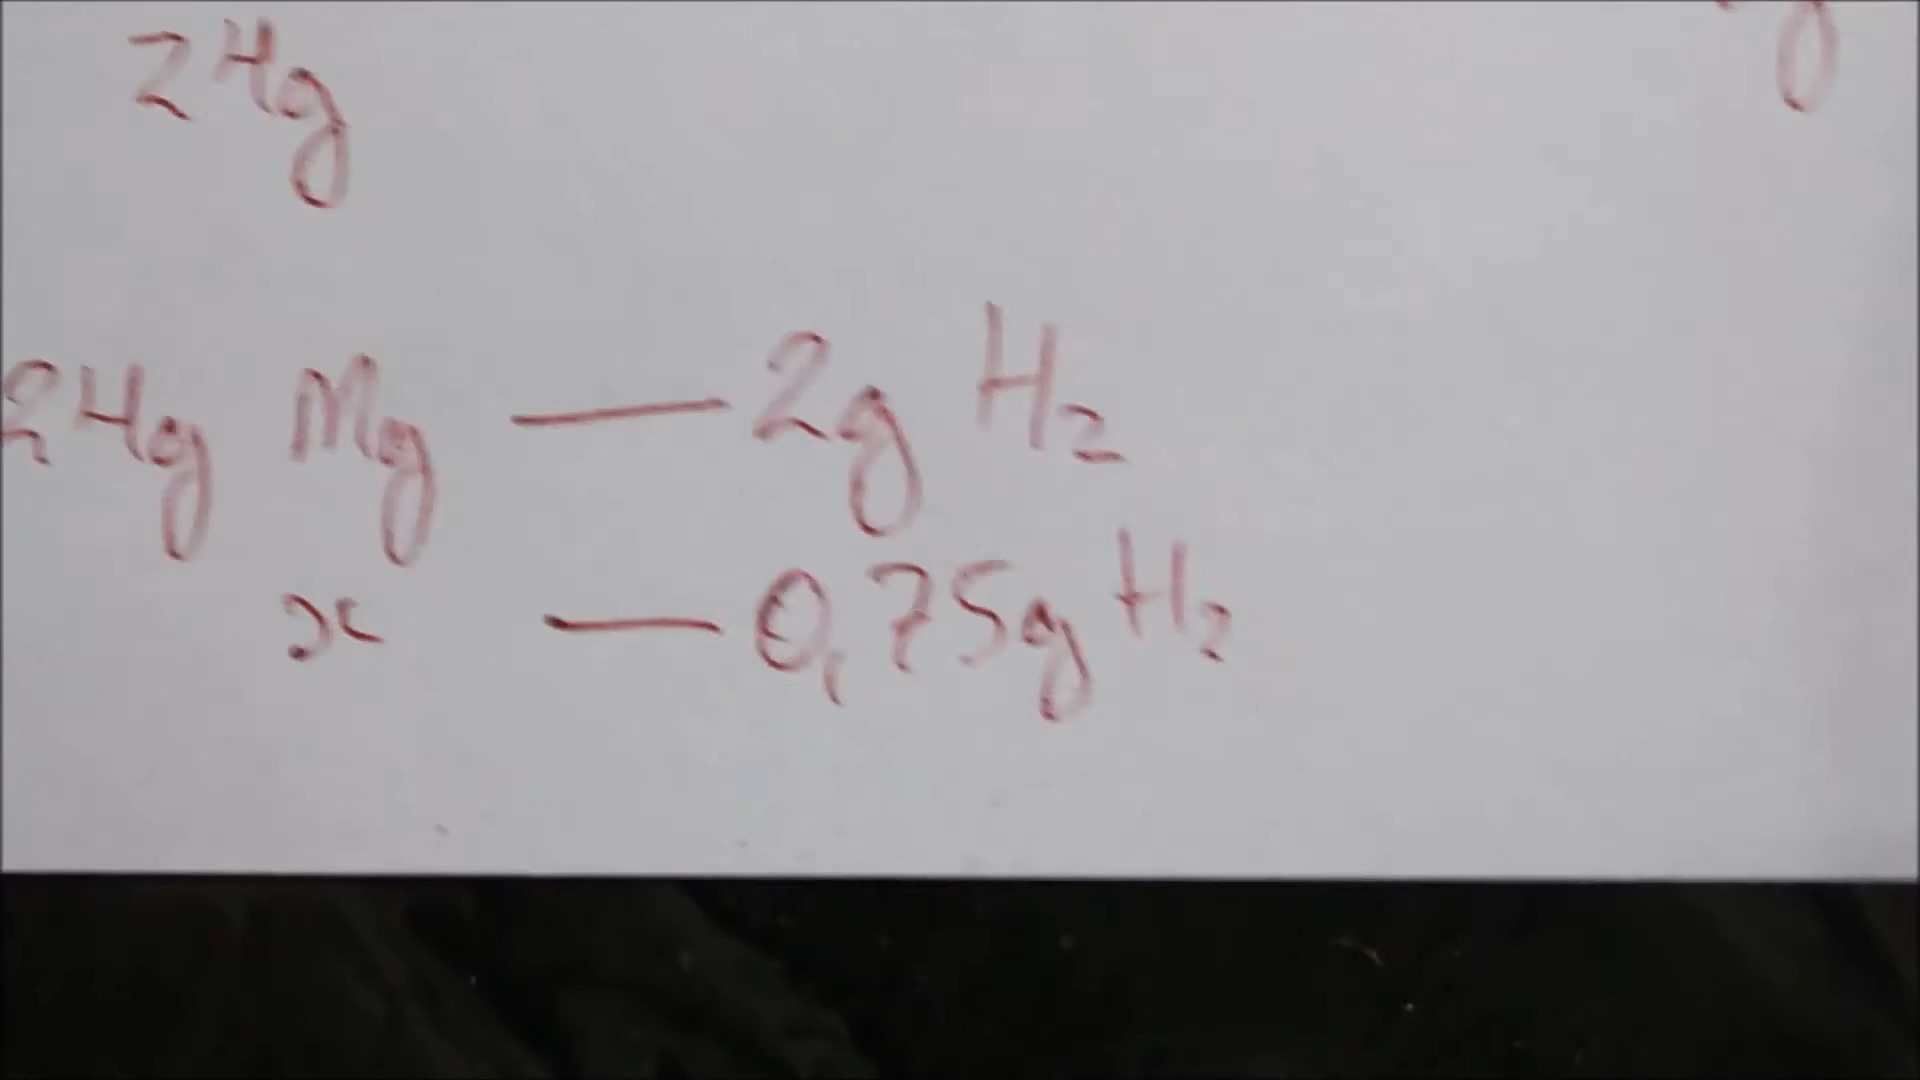 24g
24g Mg — 2g H₂
x — 0,75g H₂